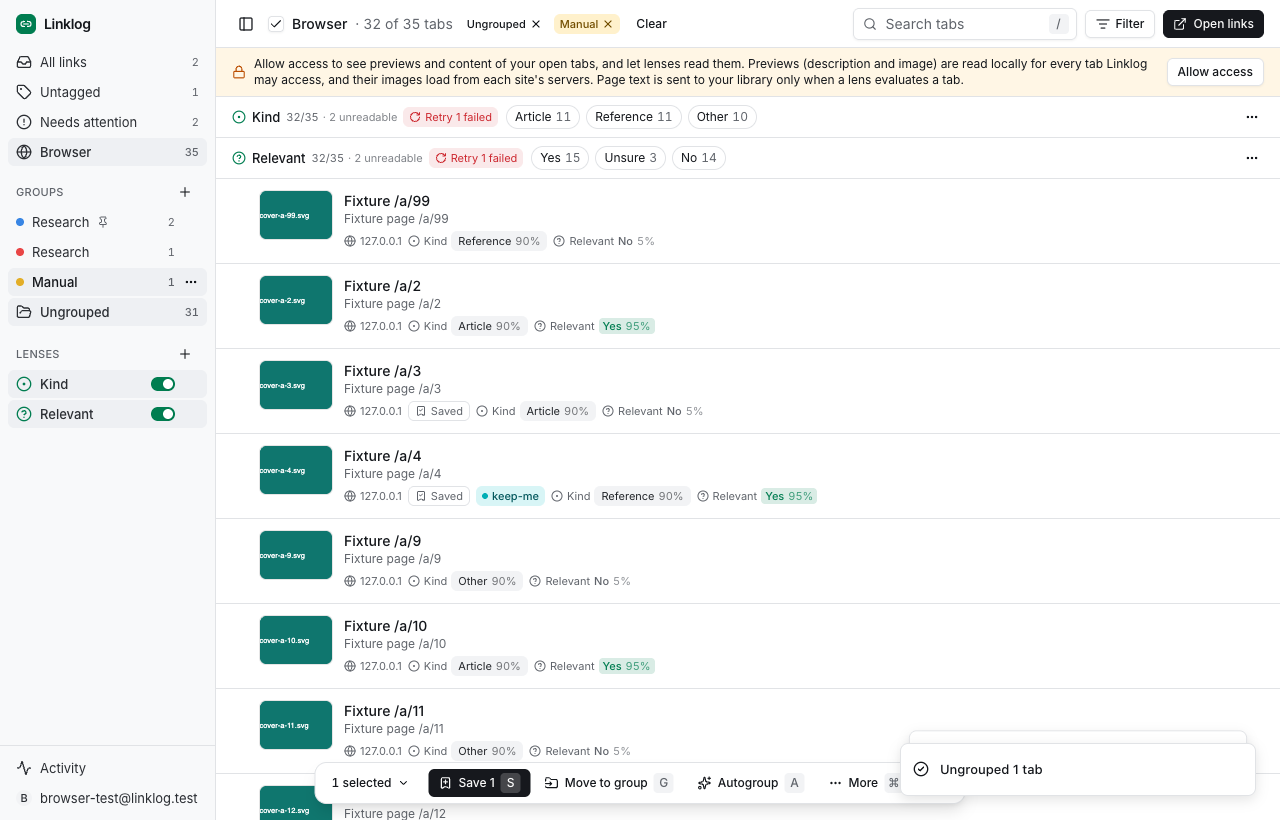 Linklog
All links 2
Untagged 1
Needs attention 2
Browser 35
GROUPS
Research 2
Research 1
Manual 1
Ungrouped 31
LENSES
Kind
Relevant
Activity
B browser-test@linklog.test
Browser · 32 of 35 tabs Ungrouped Manual Clear
Search tabs /
Filter
Open links
Allow access to see previews and content of your open tabs, and let lenses read them. Previews (description and image) are read locally for every tab Linklog
may access, and their images load from each site's servers. Page text is sent to your library only when a lens evaluates a tab.
Allow access
Kind 32/35 · 2 unreadable Retry 1 failed Article 11 Reference 11 Other 10
Relevant 32/35 · 2 unreadable Retry 1 failed Yes 15 Unsure 3 No 14
cover-a-99.svg
Fixture /a/99
Fixture page /a/99
127.0.0.1 Kind Reference 90% Relevant No 5%
cover-a-2.svg
Fixture /a/2
Fixture page /a/2
127.0.0.1 Kind Article 90% Relevant Yes 95%
cover-a-3.svg
Fixture /a/3
Fixture page /a/3
127.0.0.1 Saved Kind Article 90% Relevant No 5%
cover-a-4.svg
Fixture /a/4
Fixture page /a/4
127.0.0.1 Saved keep-me Kind Reference 90% Relevant Yes 95%
cover-a-9.svg
Fixture /a/9
Fixture page /a/9
127.0.0.1 Kind Other 90% Relevant No 5%
cover-a-10.svg
Fixture /a/10
Fixture page /a/10
127.0.0.1 Kind Article 90% Relevant Yes 95%
cover-a-11.svg
Fixture /a/11
Fixture page /a/11
127.0.0.1 Kind Other 90% Relevant No 5%
cover-a-12.svg
Fixture page /a/12
1 selected Save 1 S Move to group G Autogroup A More ⌘
Ungrouped 1 tab